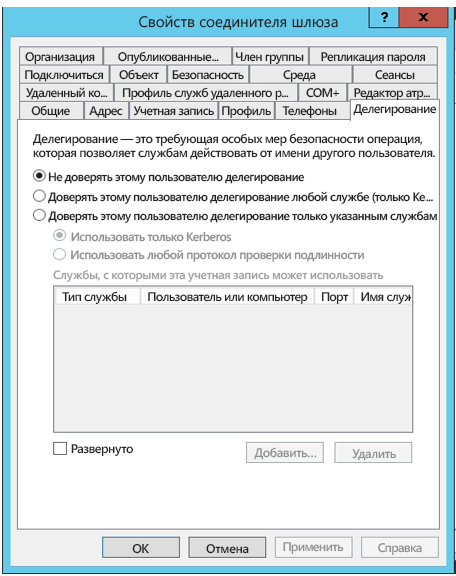 Свойств соединителя шлюза
? x
Организация Опубликованные... Член группы Репликация пароля
Подключиться Объект Безопасность Среда Сеансы
Удаленный ко... Профиль служб удаленного р... COM+ Редактор атр...
Общие Адрес Учетная запись Профиль Телефоны Делегирование
Делегирование — это требующая особых мер безопасности операция,
которая позволяет службам действовать от имени другого пользователя.
Не доверять этому пользователю делегирование
Доверять этому пользователю делегирование любой службе (только Ke...
Доверять этому пользователю делегирование только указанным службам
Использовать только Kerberos
Использовать любой протокол проверки подлинности
Службы, с которыми эта учетная запись может использовать
Тип службы Пользователь или компьютер Порт Имя служ
Развернуто
Добавить... Удалить
OK Отмена Применить Справка